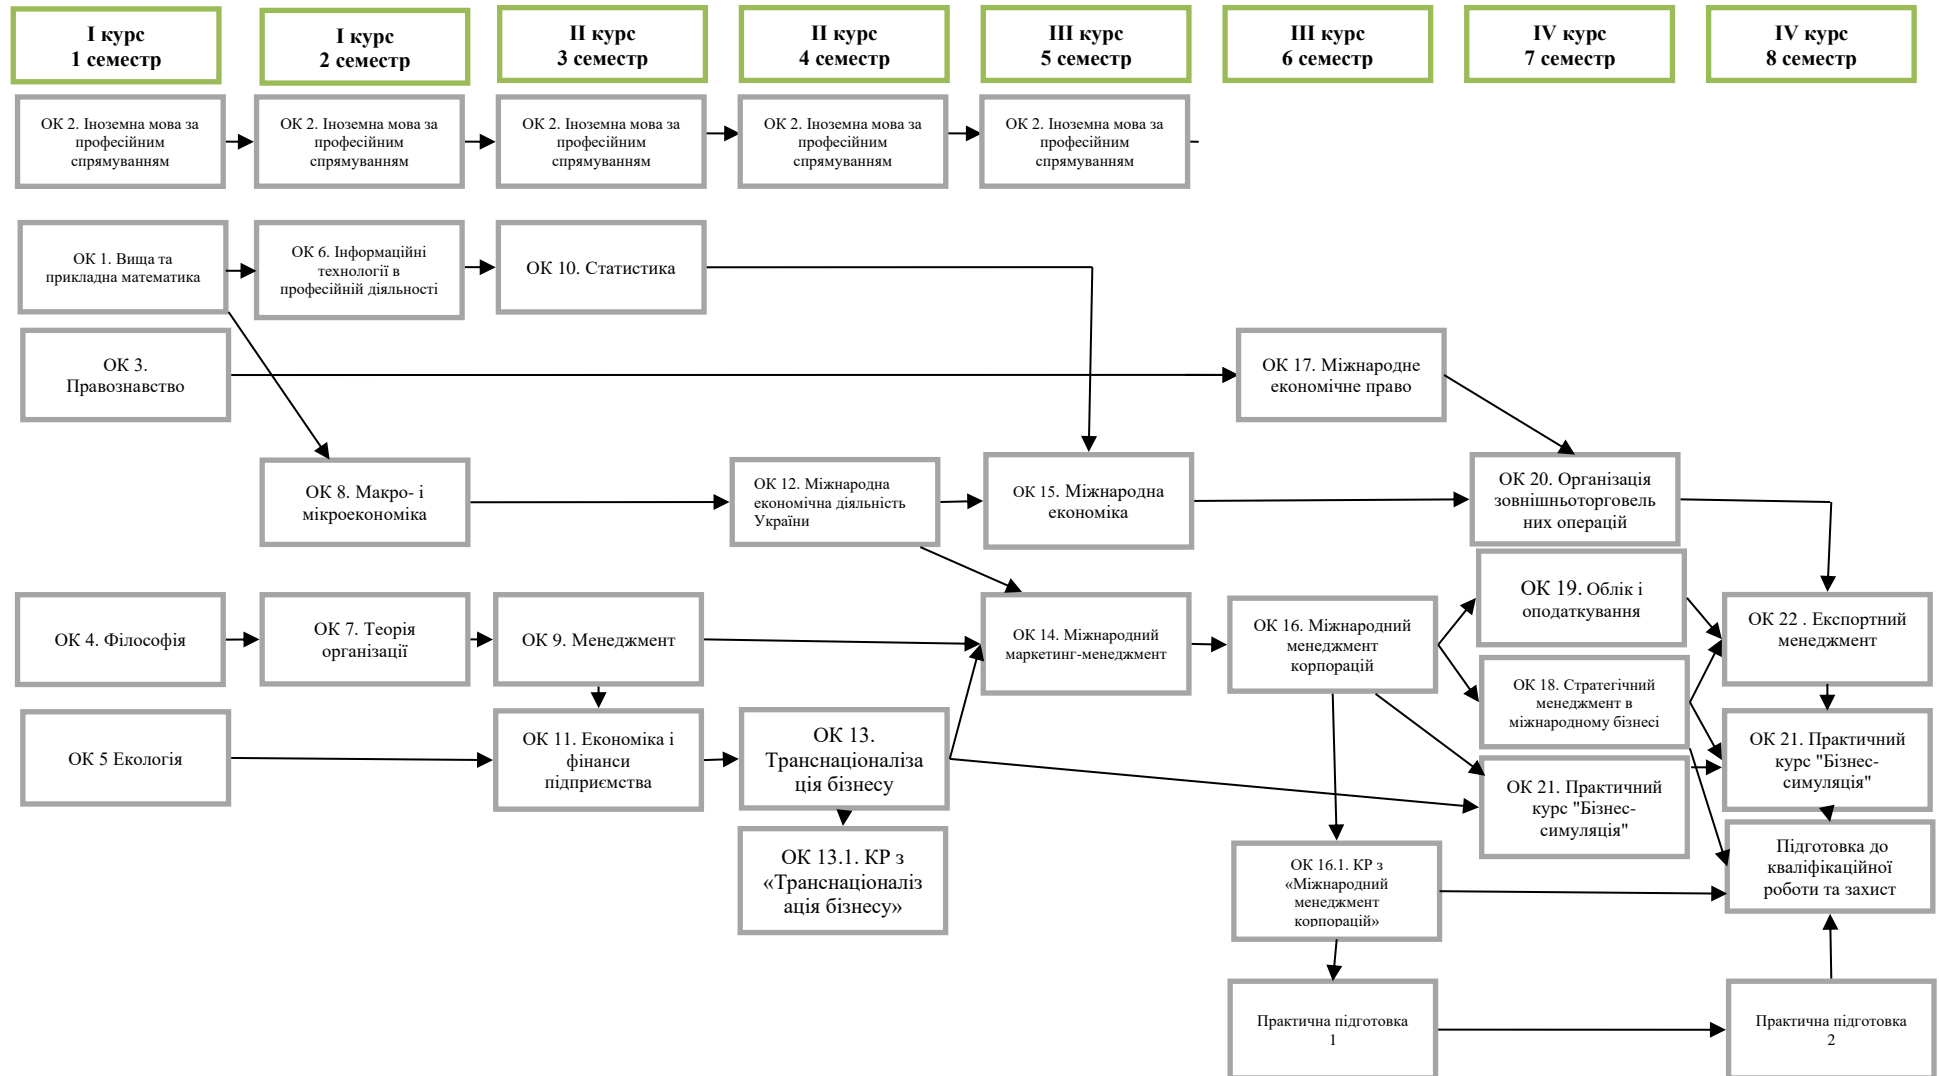 І курс
1 семестр
І курс
2 семестр
ІІ курс
3 семестр
ІІ курс
4 семестр
ІІІ курс
5 семестр
ІІІ курс
6 семестр
IV курс
7 семестр
IV курс
8 семестр
ОК 2. Іноземна мова за
професійним
спрямуванням
ОК 2. Іноземна мова за
професійним
спрямуванням
ОК 2. Іноземна мова за
професійним
спрямуванням
ОК 2. Іноземна мова за
професійним
спрямуванням
ОК 2. Іноземна мова за
професійним
спрямуванням
ОК 1. Вища та
прикладна математика
ОК 6. Інформаційні
технології в
професійній діяльності
ОК 10. Статистика
ОК 3.
Правознавство
ОК 17. Міжнародне
економічне право
ОК 8. Макро- і
мікроекономіка
ОК 12. Міжнародна
економічна діяльність
України
ОК 15. Міжнародна
економіка
ОК 20. Організація
зовнішньоторговель
них операцій
ОК 4. Філософія
ОК 7. Теорія
організації
ОК 9. Менеджмент
ОК 14. Міжнародний
маркетинг-менеджмент
ОК 16. Міжнародний
менеджмент
корпорацій
ОК 19. Облік і
оподаткування
ОК 22 . Експортний
менеджмент
ОК 5 Екологія
ОК 11. Економіка і
фінанси
підприємства
ОК 13.
Транснаціоналіза
ція бізнесу
ОК 18. Стратегічний
менеджмент в
міжнародному бізнесі
ОК 21. Практичний
курс "Бізнес-
симуляція"
ОК 21. Практичний
курс "Бізнес-
симуляція"
ОК 13.1. КР з
«Транснаціоналіз
ація бізнесу»
ОК 16.1. КР з
«Міжнародний
менеджмент
корпорацій»
Підготовка до
кваліфікаційної
роботи та захист
Практична підготовка
1
Практична підготовка
2